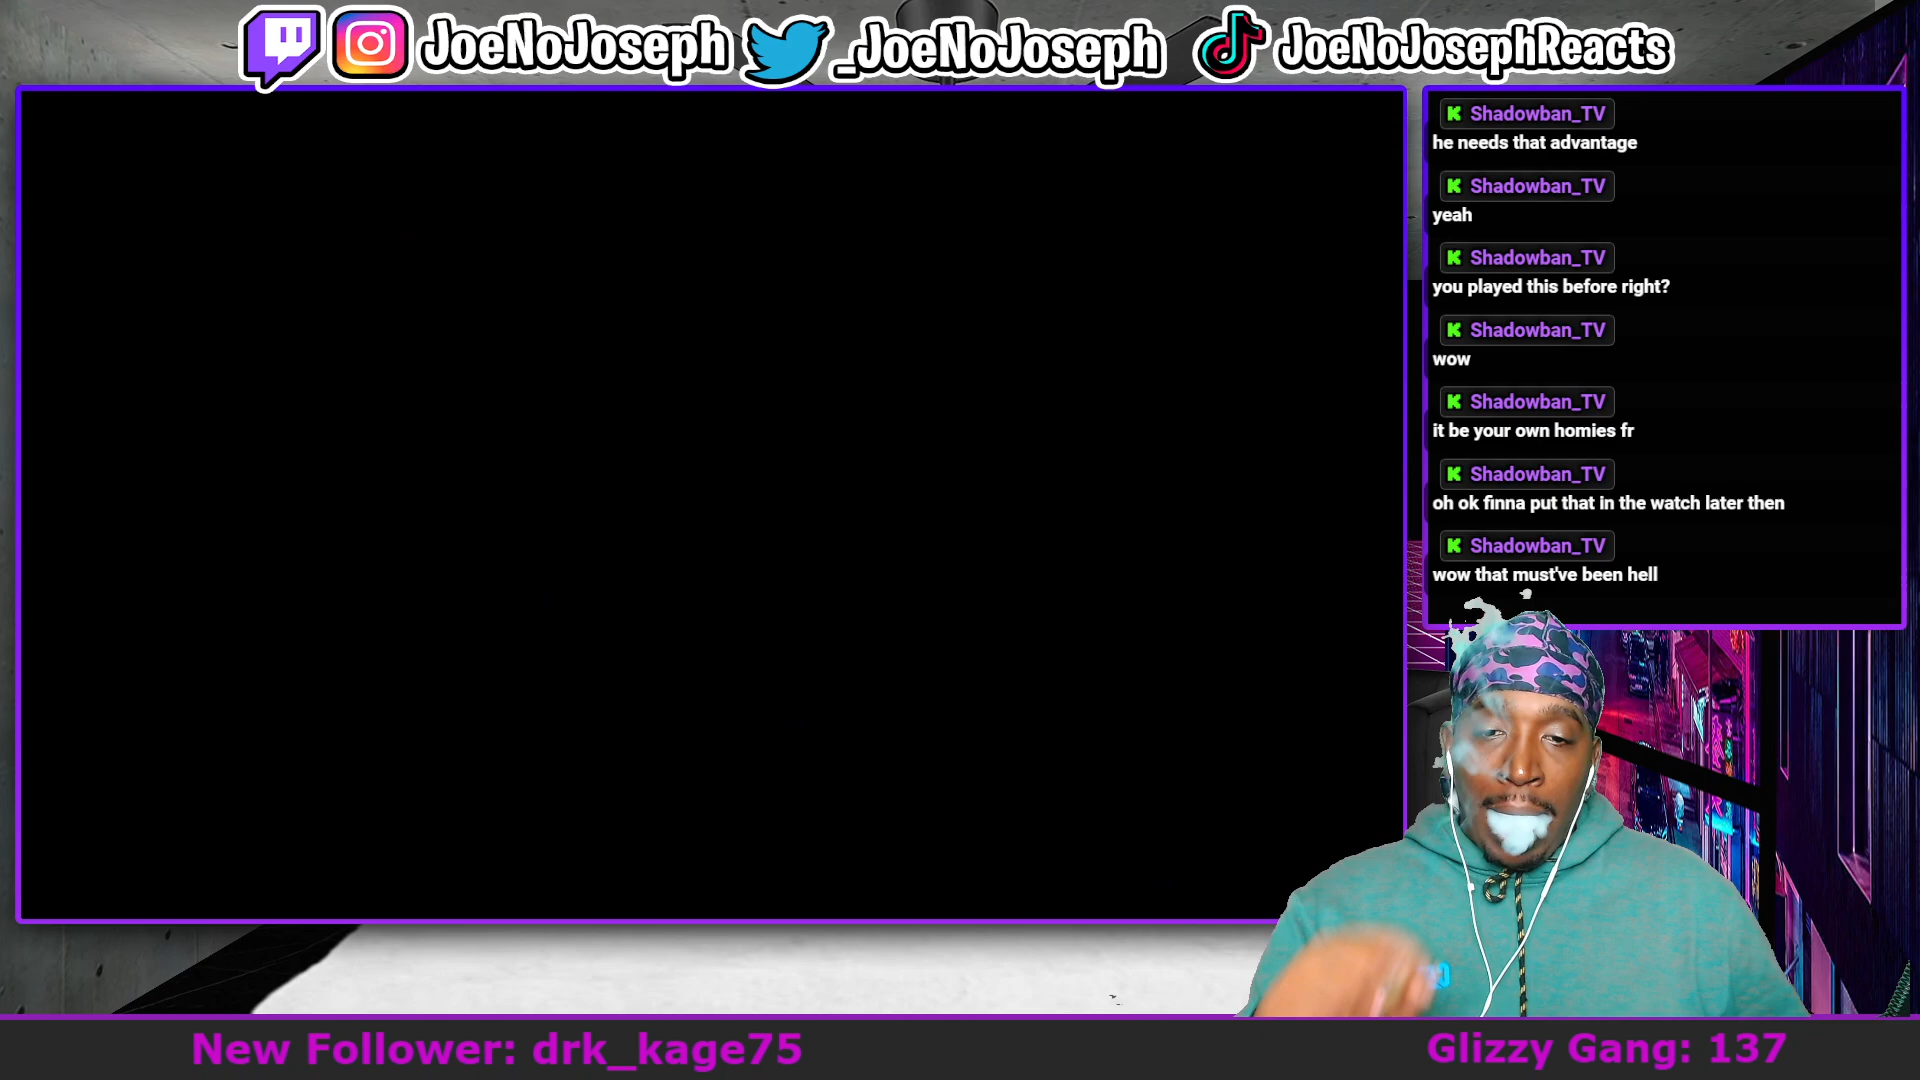 JoeNoJoseph
_JoeNoJoseph
JoeNoJosephReacts
Shadowban_TV
he needs that advantage
Shadowban_TV
yeah
Shadowban_TV
you played this before right?
Shadowban_TV
wow
Shadowban_TV
it be your own homies fr
Shadowban_TV
oh ok finna put that in the watch later then
Shadowban_TV
wow that must've been hell
New Follower: drk_kage75
Glizzy Gang: 137